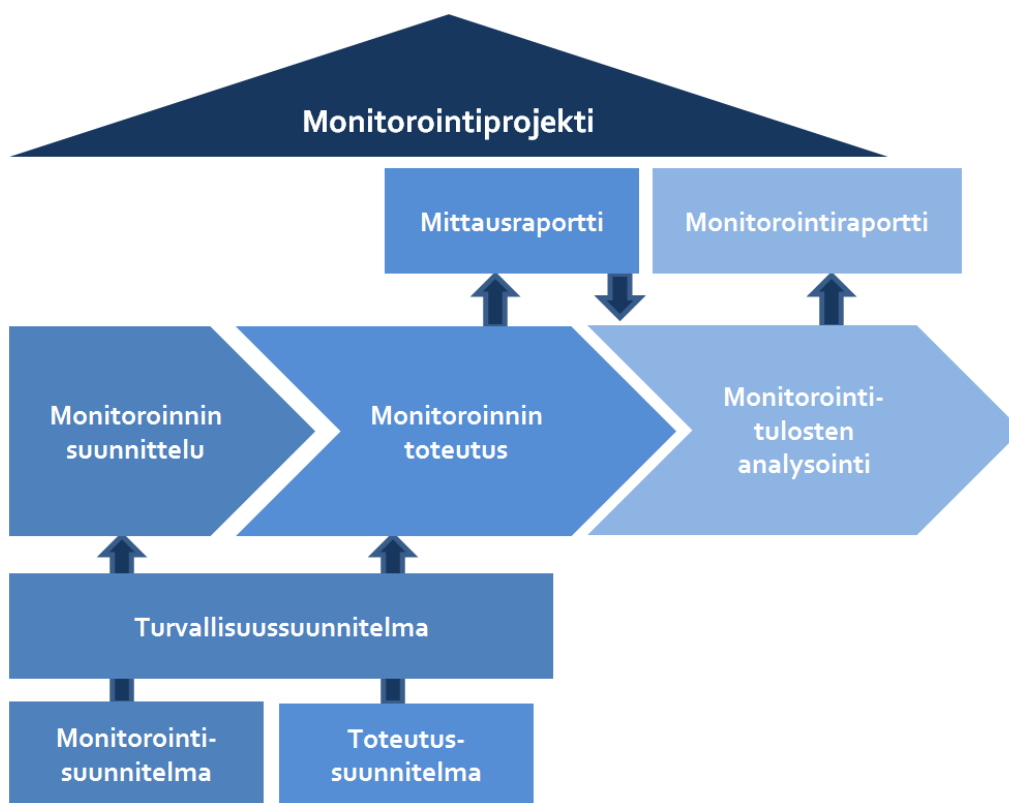 Monitorointiprojekti
Mittausraportti
Monitorointiraportti
Monitoroinnin
suunnittelu
Monitoroinnin
toteutus
Monitorointi-
tulosten
analysointi
Turvallisuussuunnitelma
Monitorointi-
suunnitelma
Toteutus-
suunnitelma